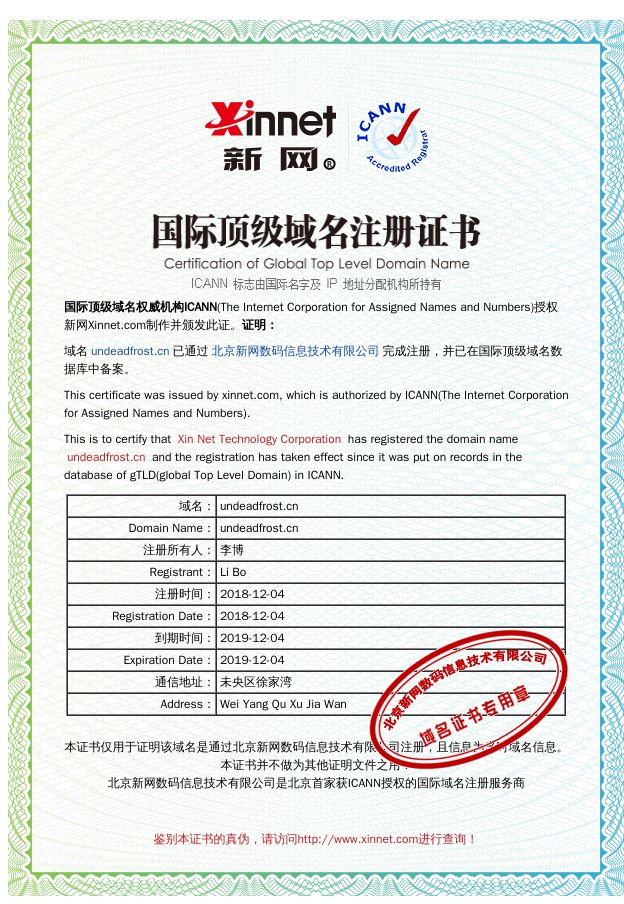 Xinnet
新网®
ICANN
Accredited Registrar
国际顶级域名注册证书
Certification of Global Top Level Domain Name
ICANN 标志由国际名字及 IP 地址分配机构所持有
国际顶级域名权威机构ICANN(The Internet Corporation for Assigned Names and Numbers)授权
新网Xinnet.com制作并颁发此证。证明：
域名 undeadfrost.cn 已通过 北京新网数码信息技术有限公司 完成注册，并已在国际顶级域名数
据库中备案。
This certificate was issued by xinnet.com, which is authorized by ICANN(The Internet Corporation
for Assigned Names and Numbers).
This is to certify that Xin Net Technology Corporation has registered the domain name
undeadfrost.cn and the registration has taken effect since it was put on records in the
database of gTLD(global Top Level Domain) in ICANN.
域名： undeadfrost.cn
Domain Name： undeadfrost.cn
注册所有人： 李博
Registrant： Li Bo
注册时间： 2018-12-04
Registration Date： 2018-12-04
到期时间： 2019-12-04
Expiration Date： 2019-12-04
通信地址： 未央区徐家湾
Address： Wei Yang Qu Xu Jia Wan
北京新网数码信息技术有限公司
域名证书专用章
本证书仅用于证明该域名是通过北京新网数码信息技术有限公司注册，且信息为 域名信息。
本证书并不做为其他证明文件之用！
北京新网数码信息技术有限公司是北京首家获ICANN授权的国际域名注册服务商
鉴别本证书的真伪，请访问http://www.xinnet.com进行查询！